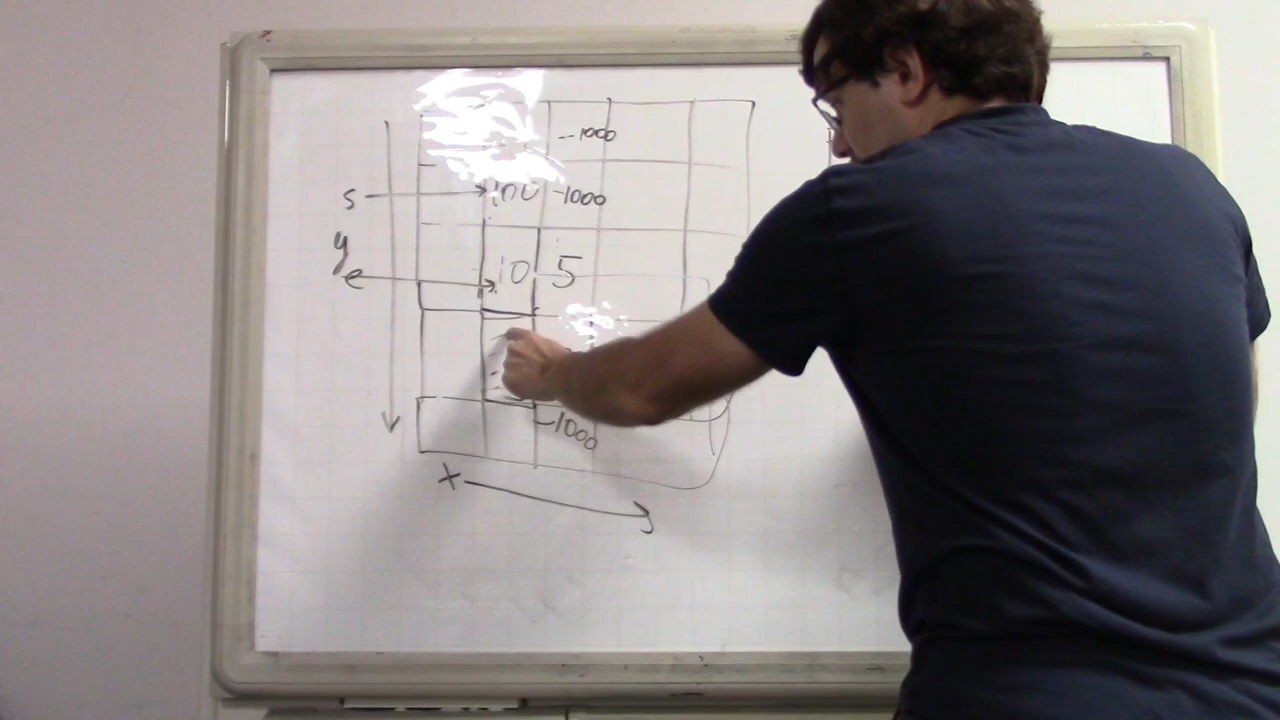 --1000
s → 100 -1000
y
e → 10 5
-1000
x →